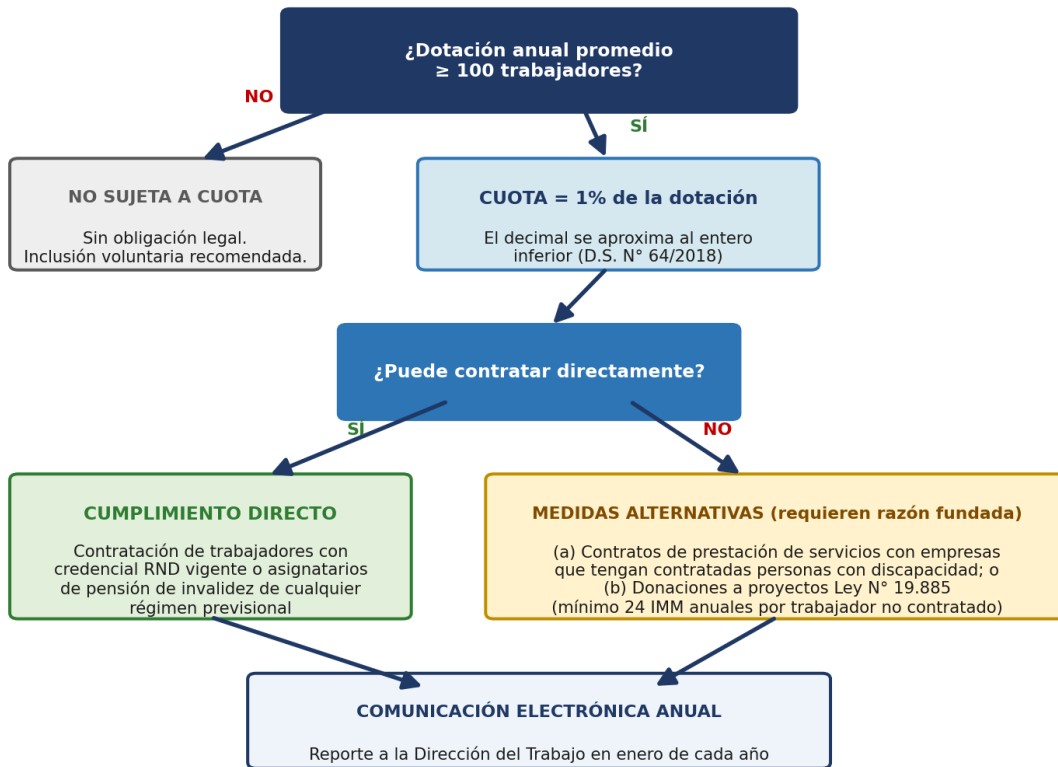 ¿Dotación anual promedio
≥ 100 trabajadores?
NO
SÍ
NO SUJETA A CUOTA
Sin obligación legal.
Inclusión voluntaria recomendada.
CUOTA = 1% de la dotación
El decimal se aproxima al entero
inferior (D.S. N° 64/2018)
¿Puede contratar directamente?
SÍ
NO
CUMPLIMIENTO DIRECTO
Contratación de trabajadores con
credencial RND vigente o asignatarios
de pensión de invalidez de cualquier
régimen previsional
MEDIDAS ALTERNATIVAS (requieren razón fundada)
(a) Contratos de prestación de servicios con empresas
que tengan contratadas personas con discapacidad; o
(b) Donaciones a proyectos Ley N° 19.885
(mínimo 24 IMM anuales por trabajador no contratado)
COMUNICACIÓN ELECTRÓNICA ANUAL
Reporte a la Dirección del Trabajo en enero de cada año